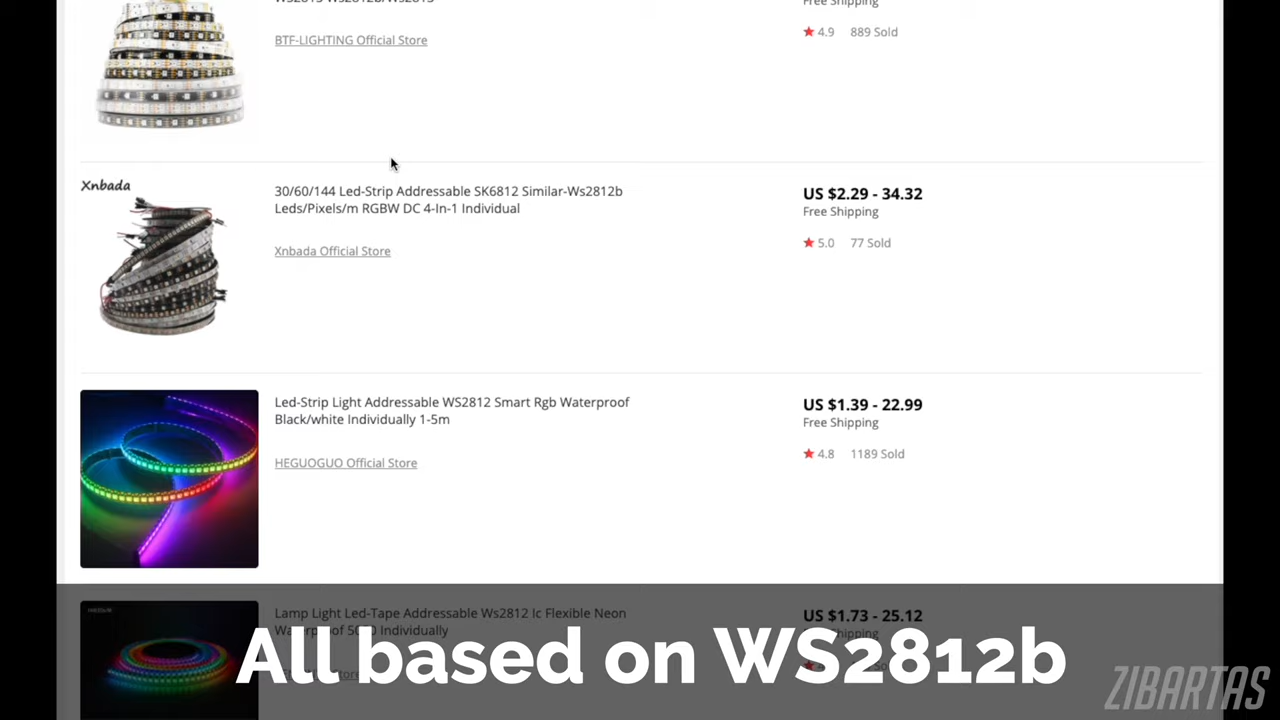 Free Shipping
BTF-LIGHTING Official Store
4.9 889 Sold
Xnbada
30/60/144 Led-Strip Addressable SK6812 Similar-Ws2812b
Leds/Pixels/m RGBW DC 4-In-1 Individual
Xnbada Official Store
US $2.29 - 34.32
Free Shipping
5.0 77 Sold
Led-Strip Light Addressable WS2812 Smart Rgb Waterproof
Black/white Individually 1-5m
HEGUOGUO Official Store
US $1.39 - 22.99
Free Shipping
4.8 1189 Sold
Lamp Light Led-Tape Addressable Ws2812 Ic Flexible Neon
Individually
US $1.73 - 25.12
Shipping
All based on WS2812b
ZIBARTAS